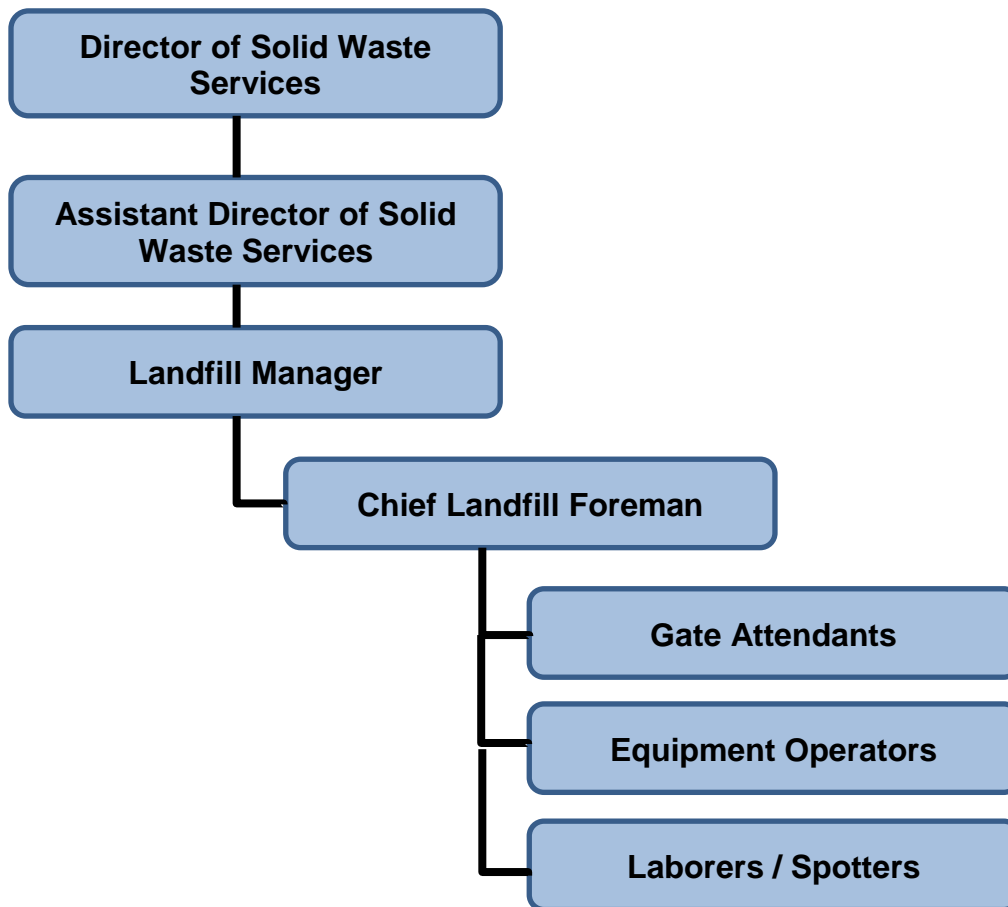 Director of Solid Waste
Services
Assistant Director of Solid
Waste Services
Landfill Manager
Chief Landfill Foreman
Gate Attendants
Equipment Operators
Laborers / Spotters